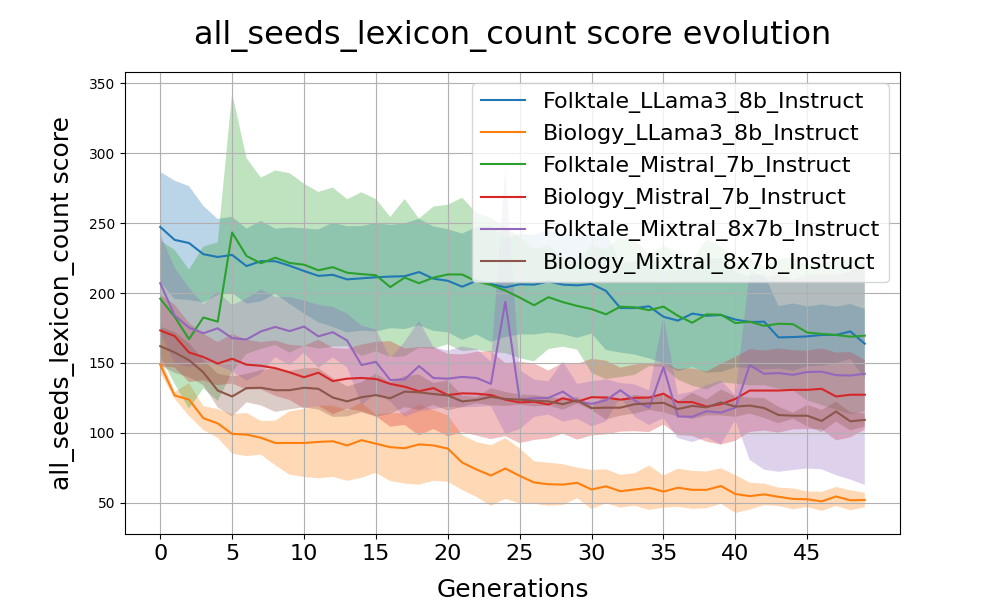 all_seeds_lexicon_count score evolution
all_seeds_lexicon_count score
350
300
250
200
150
100
50
Folktale_LLama3_8b_Instruct
Biology_LLama3_8b_Instruct
Folktale_Mistral_7b_Instruct
Biology_Mistral_7b_Instruct
Folktale_Mixtral_8x7b_Instruct
Biology_Mixtral_8x7b_Instruct
0 5 10 15 20 25 30 35 40 45
Generations